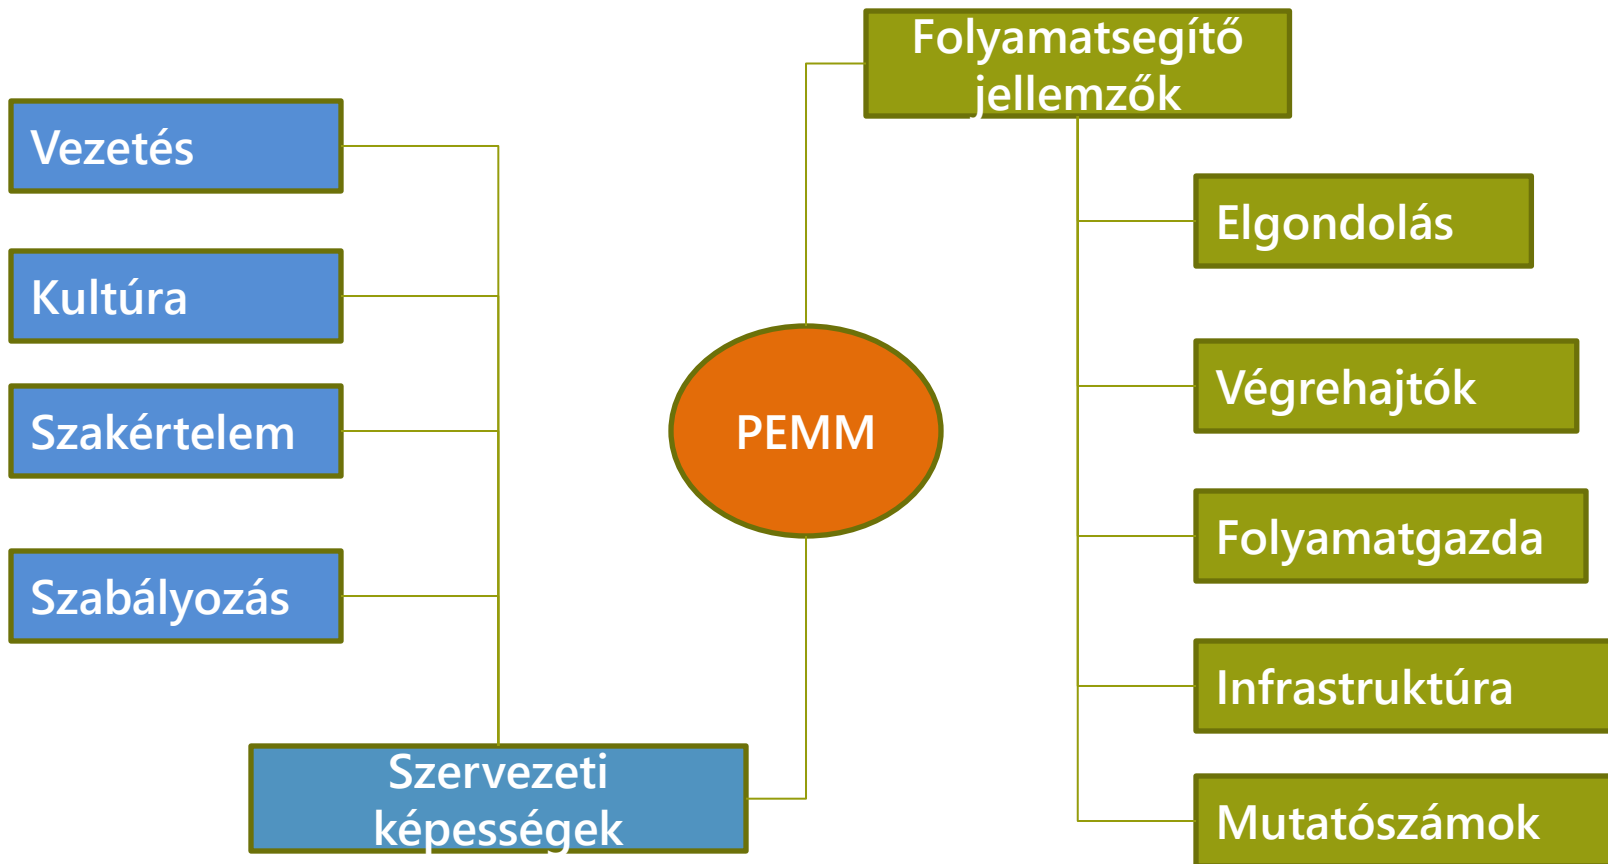 Folyamatsegítő
jellemzők
Vezetés
Kultúra
Szakértelem
Szabályozás
PEMM
Elgondolás
Végrehajtók
Folyamatgazda
Infrastruktúra
Mutatószámok
Szervezeti
képességek